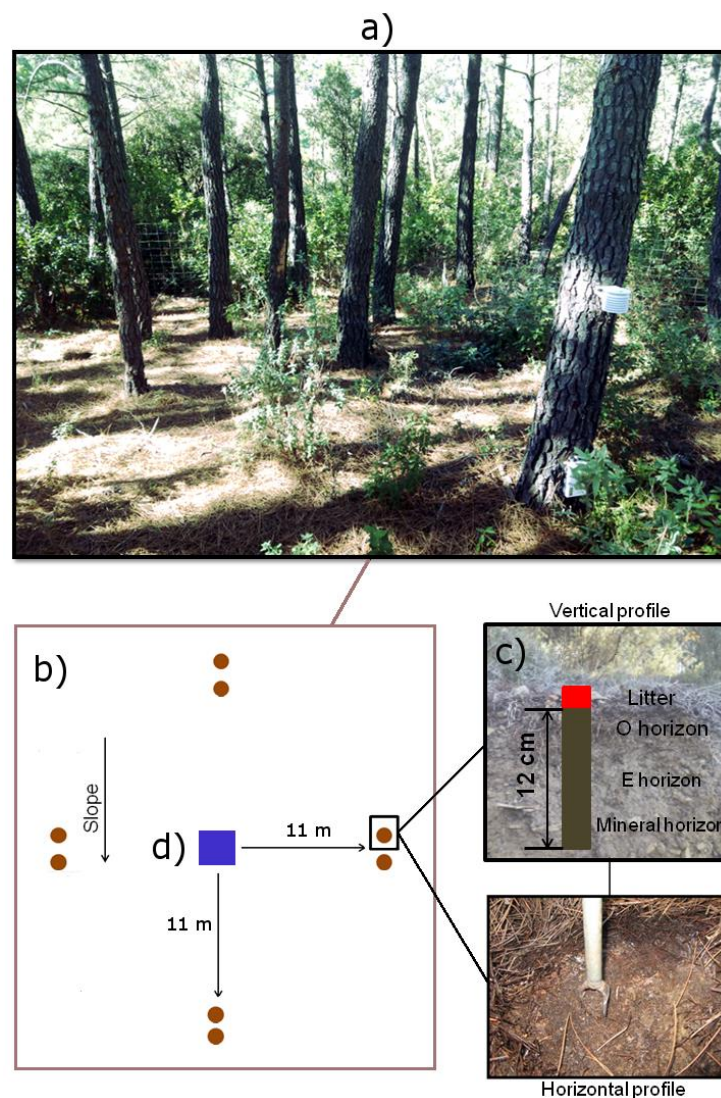 a)
b)
Slope
d)
11 m
11 m
Vertical profile
c)
Litter
O horizon
12 cm
E horizon
Mineral horizon
Horizontal profile